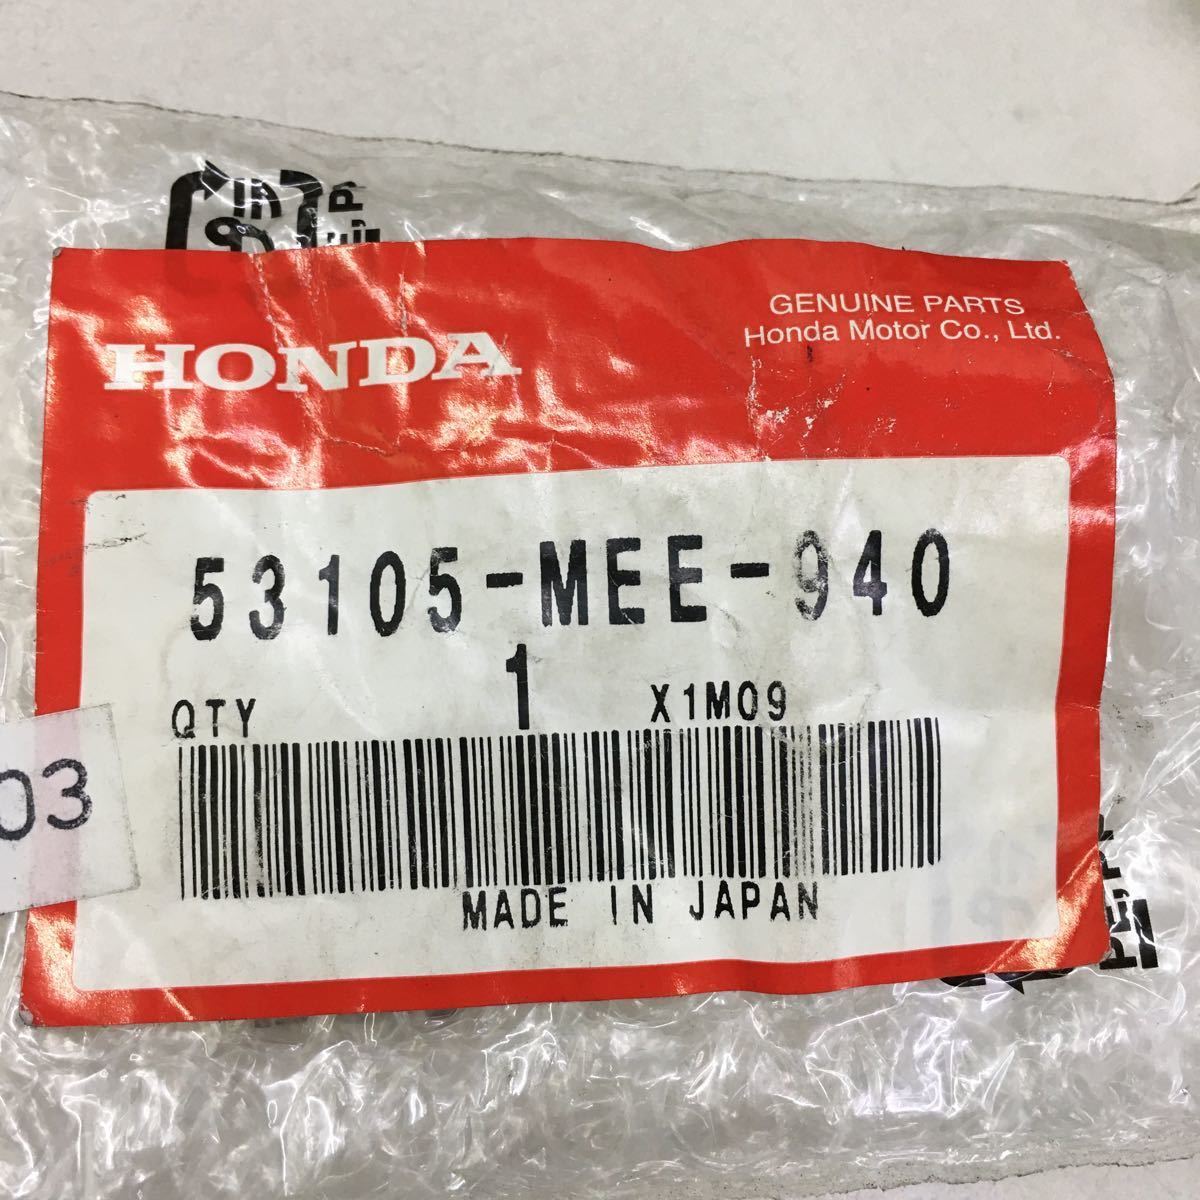 HONDA
GENUINE PARTS
Honda Motor Co., Ltd.
53105-MEE-940
QTY 1 X1M09
03
MADE IN JAPAN